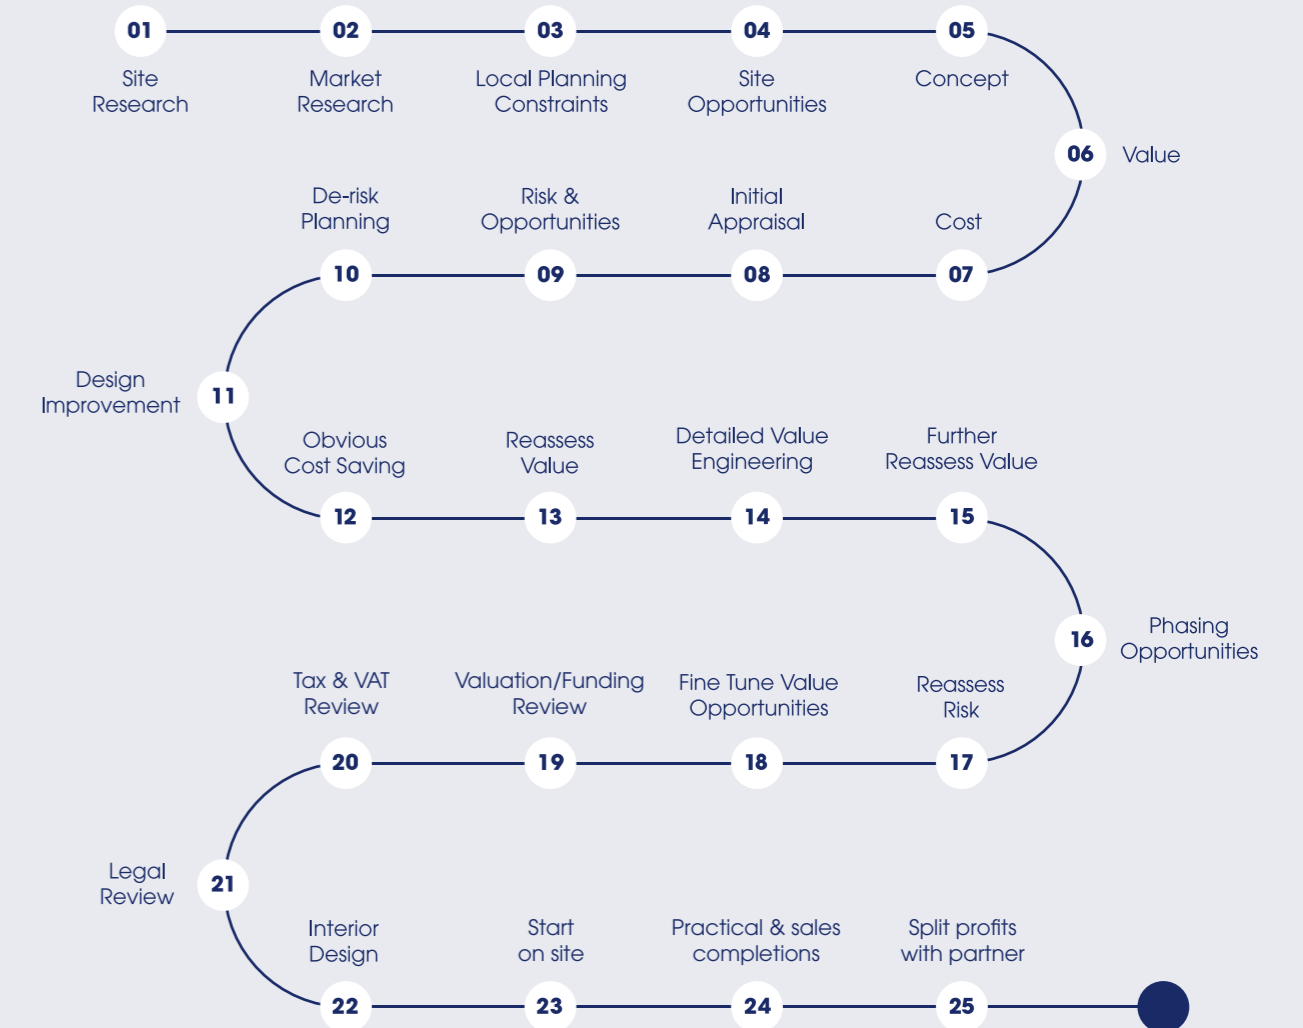 01
Site
Research
02
Market
Research
03
Local Planning
Constraints
04
Site
Opportunities
05
Concept
06
Value
07
Cost
08
Initial
Appraisal
09
Risk &
Opportunities
10
De-risk
Planning
11
Design
Improvement
12
Obvious
Cost Saving
13
Reassess
Value
14
Detailed Value
Engineering
15
Further
Reassess Value
16
Phasing
Opportunities
17
Reassess
Risk
18
Fine Tune Value
Opportunities
19
Valuation/Funding
Review
20
Tax & VAT
Review
21
Legal
Review
22
Interior
Design
23
Start
on site
24
Practical & sales
completions
25
Split profits
with partner